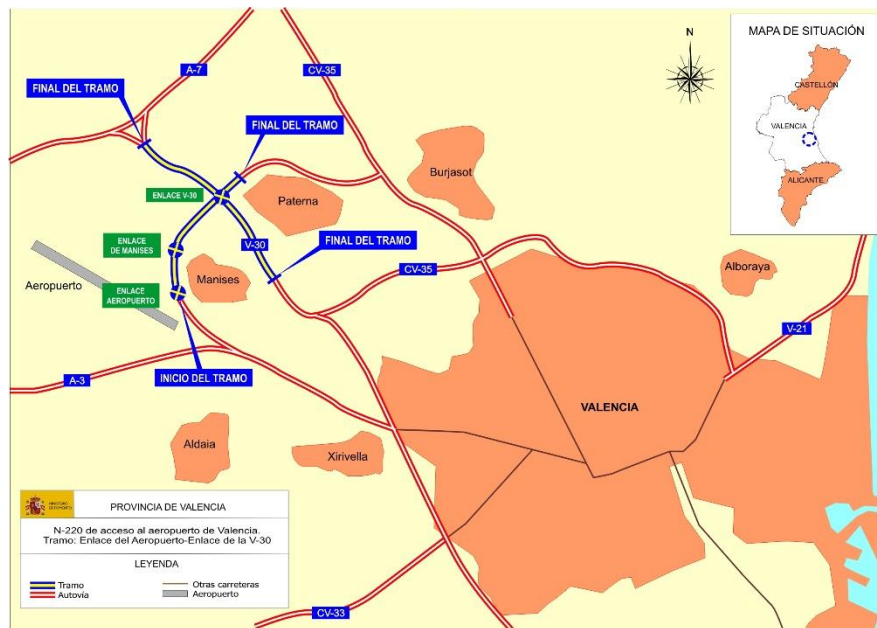 A-7
CV-35
N
MAPA DE SITUACIÓN
CASTELLÓN
VALENCIA
ALICANTE
FINAL DEL TRAMO
FINAL DEL TRAMO
Burjasot
ENLACE V-30
Paterna
ENLACE
DE MANISES
V-30
FINAL DEL TRAMO
Alboraya
Aeropuerto
Manises
CV-35
ENLACE
AEROPUERTO
V-21
A-3
INICIO DEL TRAMO
VALENCIA
Aldaia
Xirivella
MINISTERIO
DE FOMENTO
PROVINCIA DE VALENCIA
N-220 de acceso al aeropuerto de Valencia.
Tramo: Enlace del Aeropuerto-Enlace de la V-30
LEYENDA
Tramo
Autovía
Otras carreteras
Aeropuerto
CV-33